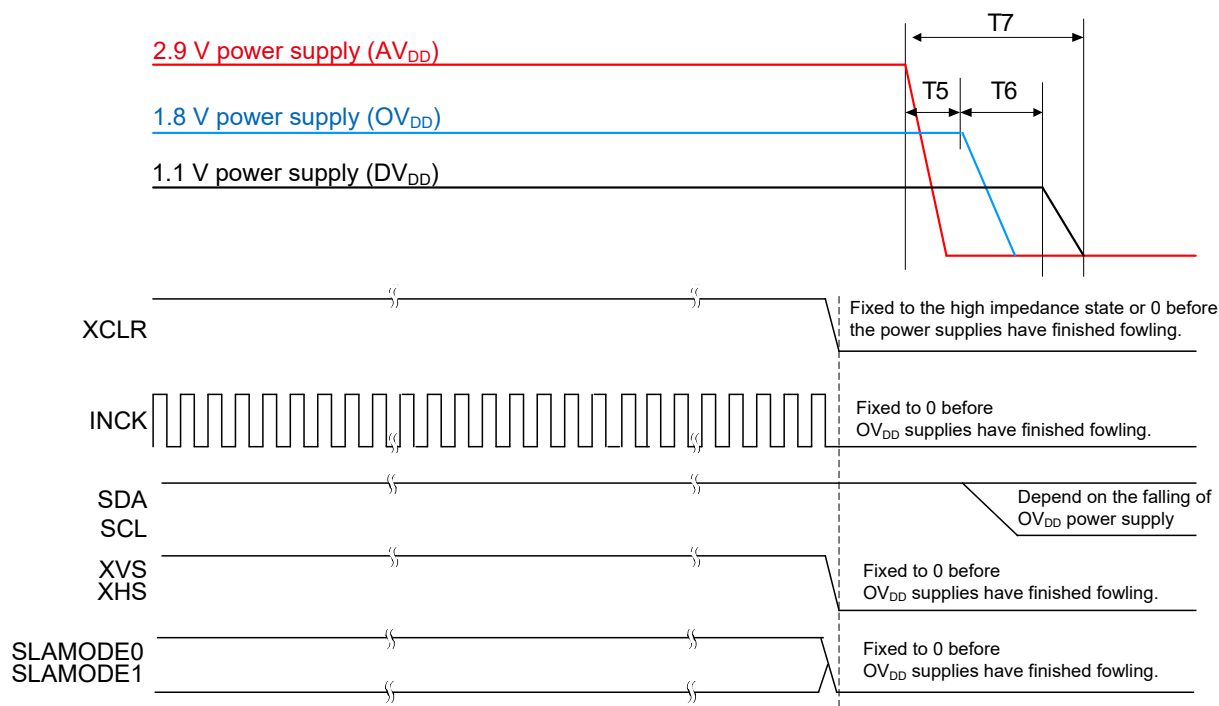 T7
2.9 V power supply (AVDD)
T5
T6
1.8 V power supply (OVDD)
1.1 V power supply (DVDD)
XCLR
Fixed to the high impedance state or 0 before
the power supplies have finished fowling.
INCK
Fixed to 0 before
OVDD supplies have finished fowling.
SDA
SCL
Depend on the falling of
OVDD power supply
XVS
XHS
Fixed to 0 before
OVDD supplies have finished fowling.
SLAMODE0
SLAMODE1
Fixed to 0 before
OVDD supplies have finished fowling.